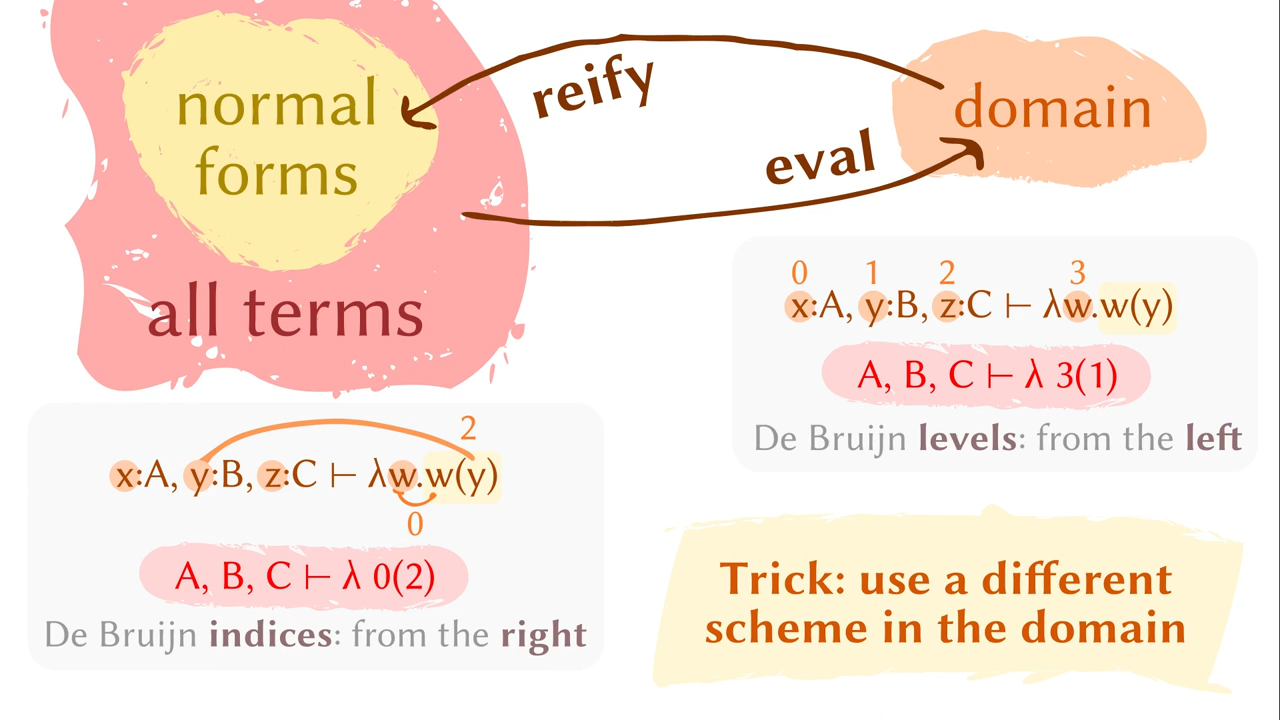 normal
forms
all terms
reify
eval
domain
0 1 2 3
x:A, y:B, z:C ⊢ λw.w(y)
A, B, C ⊢ λ 3(1)
De Bruijn levels: from the left
2
x:A, y:B, z:C ⊢ λw.w(y)
0
A, B, C ⊢ λ 0(2)
De Bruijn indices: from the right
Trick: use a different
scheme in the domain